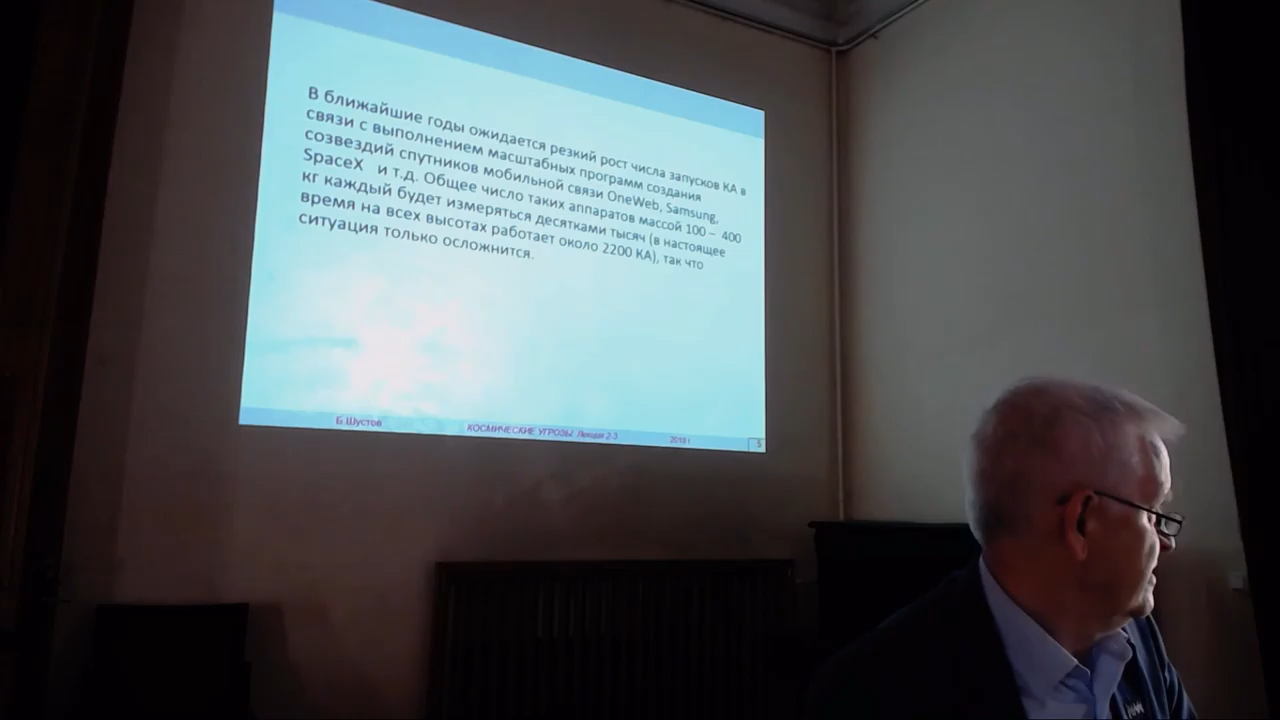 В ближайшие годы ожидается резкий рост числа запусков КА в
связи с выполнением масштабных программ создания
созвездий спутников мобильной связи OneWeb, Samsung,
SpaceX и т.д. Общее число таких аппаратов массой 100 – 400
кг каждый будет измеряться десятками тысяч (в настоящее
время на всех высотах работает около 2200 КА), так что
ситуация только осложнится.
Б.Шустов КОСМИЧЕСКИЕ УГРОЗЫ: Лекция 2-3 2019 г 5